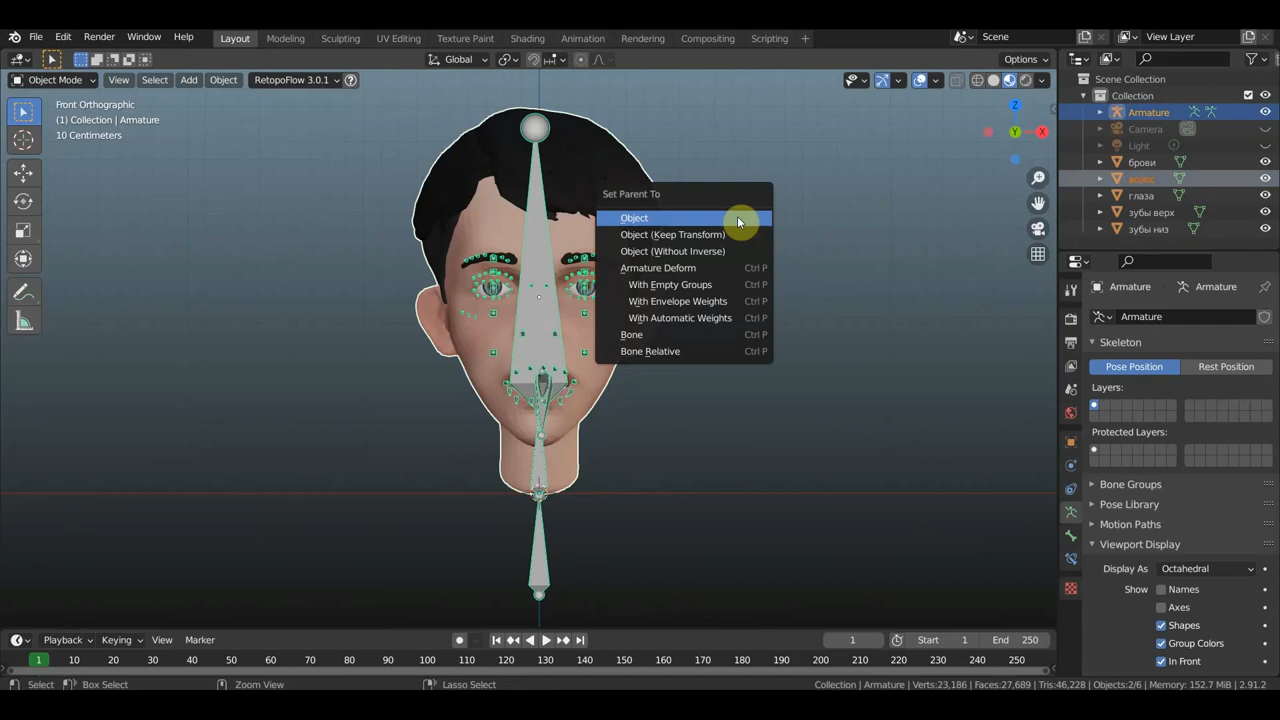 File Edit Render Window Help Layout Modeling Sculpting UV Editing Texture Paint Shading Animation Rendering Compositing Scripting + Scene View Layer
Global Options
Object Mode View Select Add Object RetopoFlow 3.0.1 ?
Front Orthographic
(1) Collection | Armature
10 Centimeters
Z
Y
X
Set Parent To
Object
Object (Keep Transform)
Object (Without Inverse)
Armature Deform Ctrl P
With Empty Groups Ctrl P
With Envelope Weights Ctrl P
With Automatic Weights Ctrl P
Bone Ctrl P
Bone Relative Ctrl P
Scene Collection
Collection
Armature
Camera
Light
брови
волос
глаза
зубы верх
зубы низ
Armature Armature
Armature
Skeleton
Pose Position Rest Position
Layers:
Protected Layers:
Bone Groups
Pose Library
Motion Paths
Viewport Display
Display As Octahedral
Show Names
Axes
Shapes
Group Colors
In Front
Playback Keying View Marker 1 Start 1 End 250
1 10 20 30 40 50 60 70 80 90 100 110 120 130 140 150 160 170 180 190 200 210 220 230 240 250
Select Box Select Zoom View Lasso Select Collection | Armature | Verts:23,186 | Faces:27,689 | Tris:46,228 | Objects:2/6 | Memory: 152.7 MiB | 2.91.2